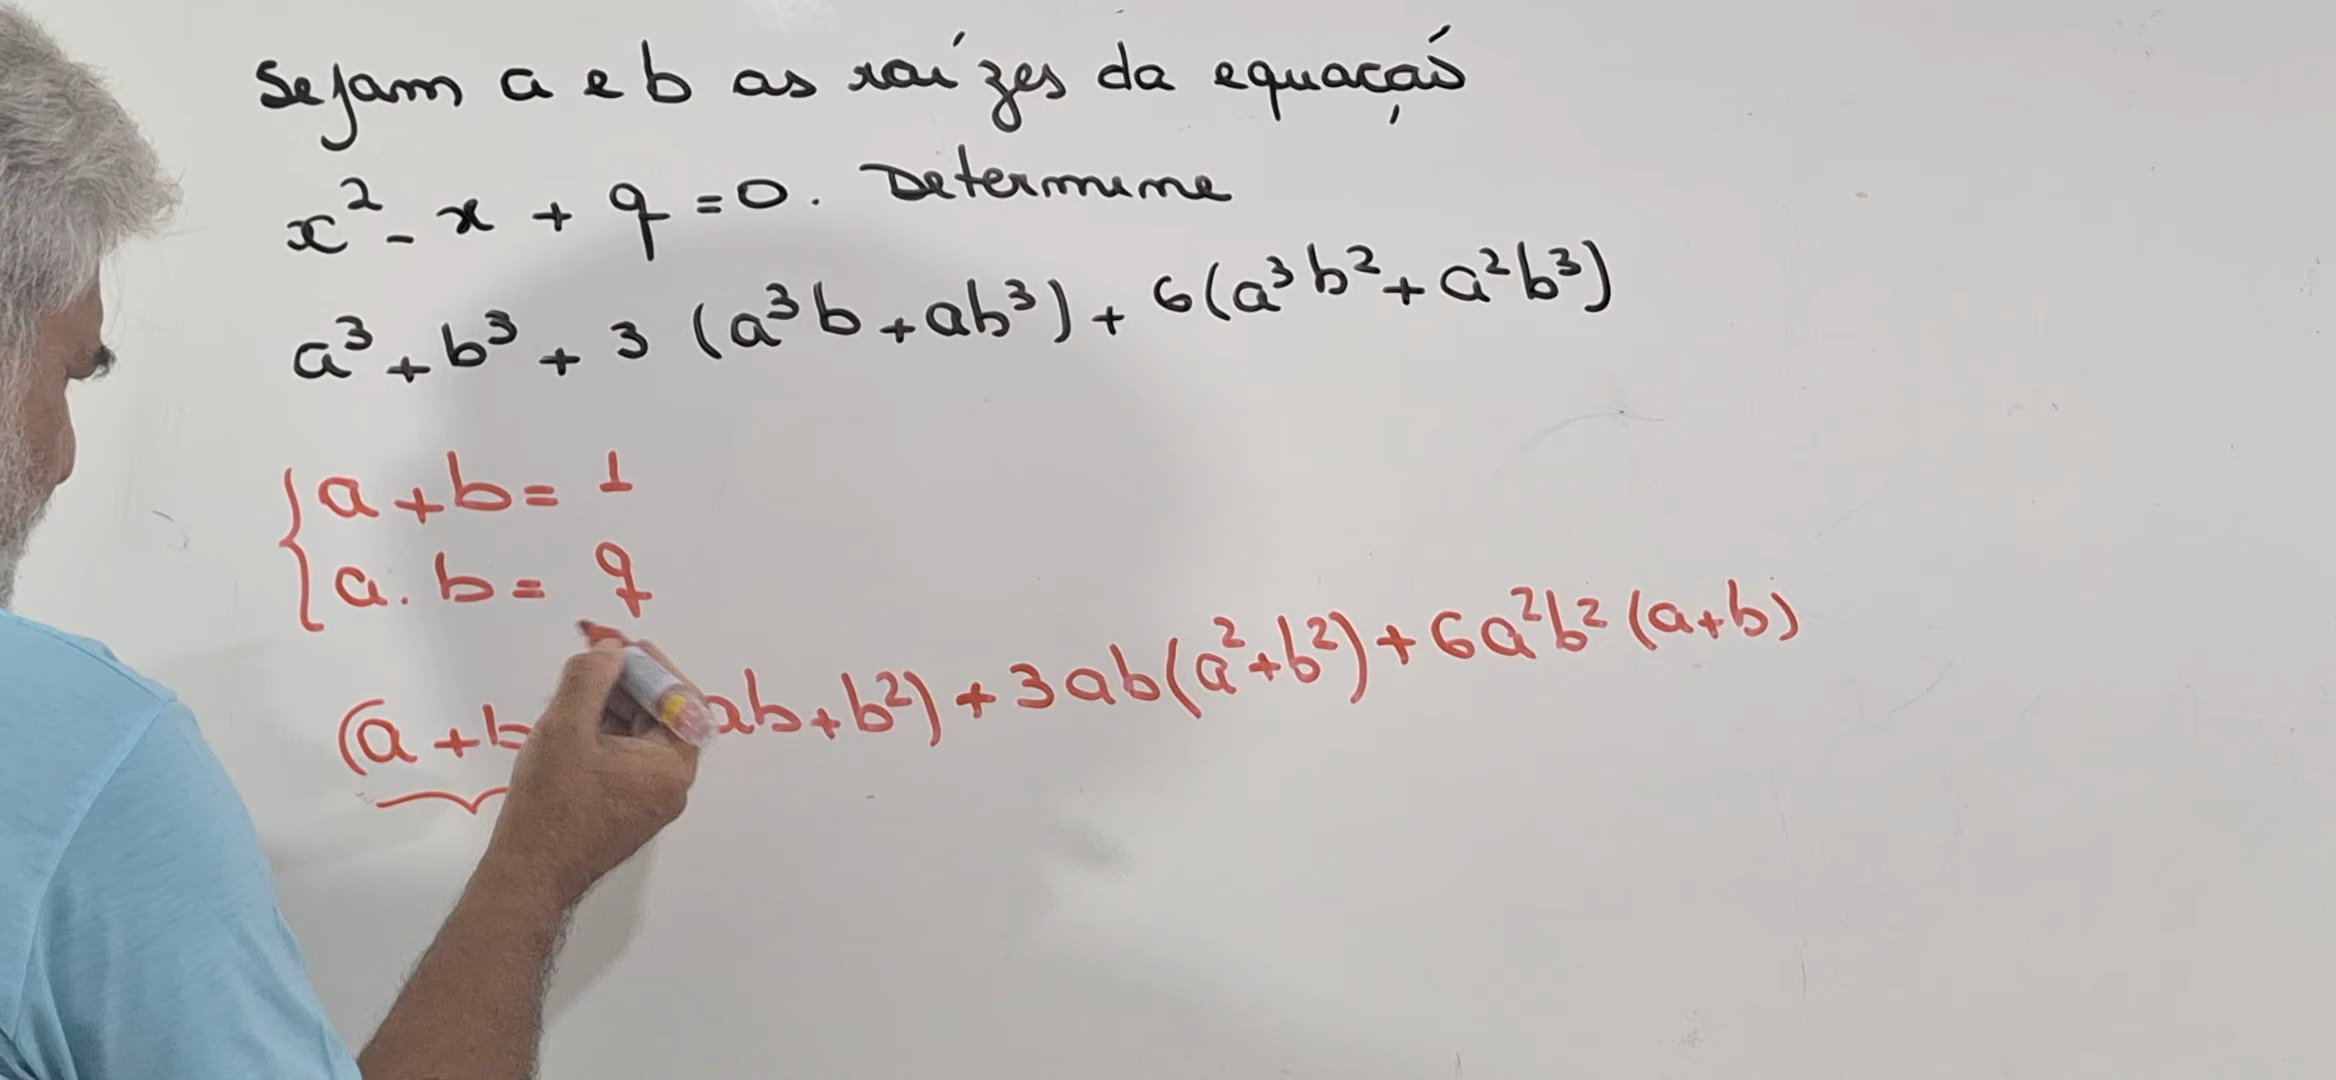 Sejam a e b as raízes da equação
x² - x + q = 0. Determine
a³ + b³ + 3 (a³b + ab³) + 6(a³b² + a²b³)
a + b = 1
a . b = q
(a + b ab + b²) + 3ab(a² + b²) + 6a²b² (a + b)